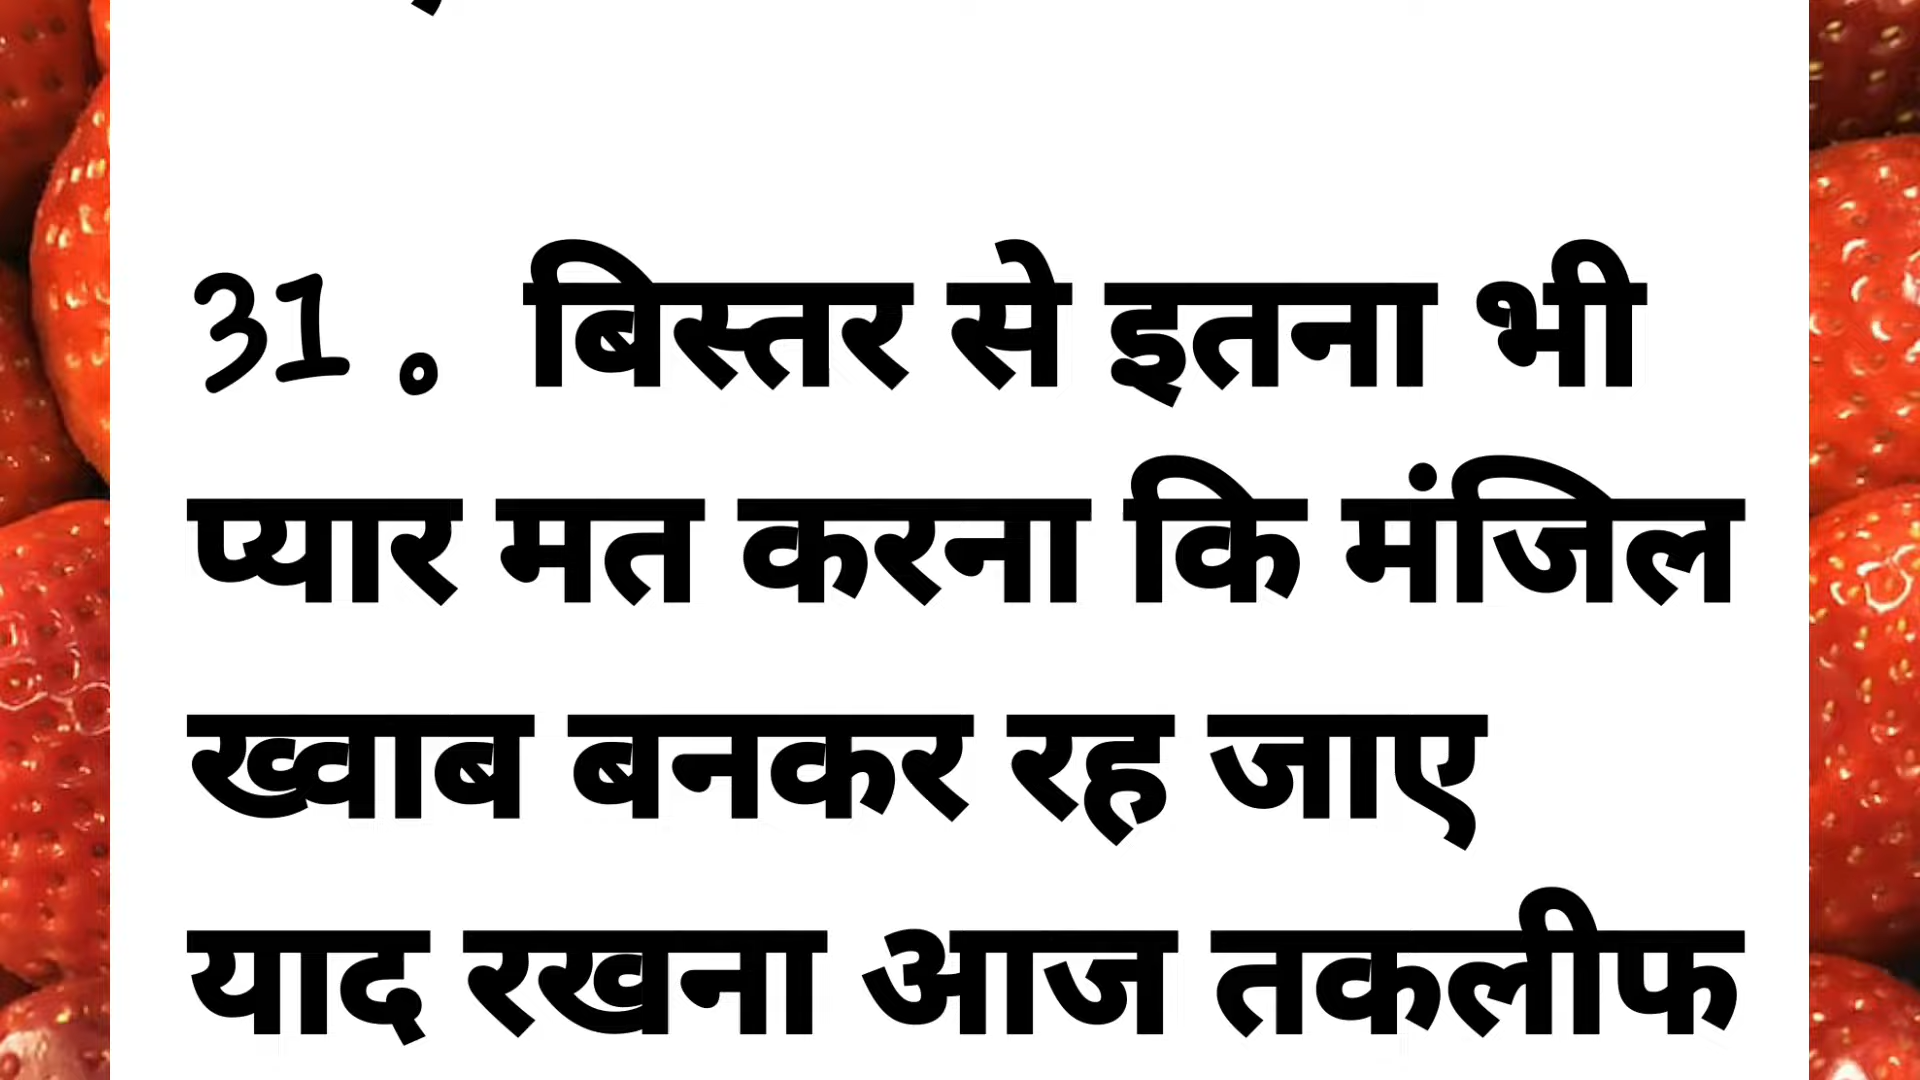 31. बिस्तर से इतना भी
प्यार मत करना कि मंजिल
ख्वाब बनकर रह जाए
याद रखना आज तकलीफ